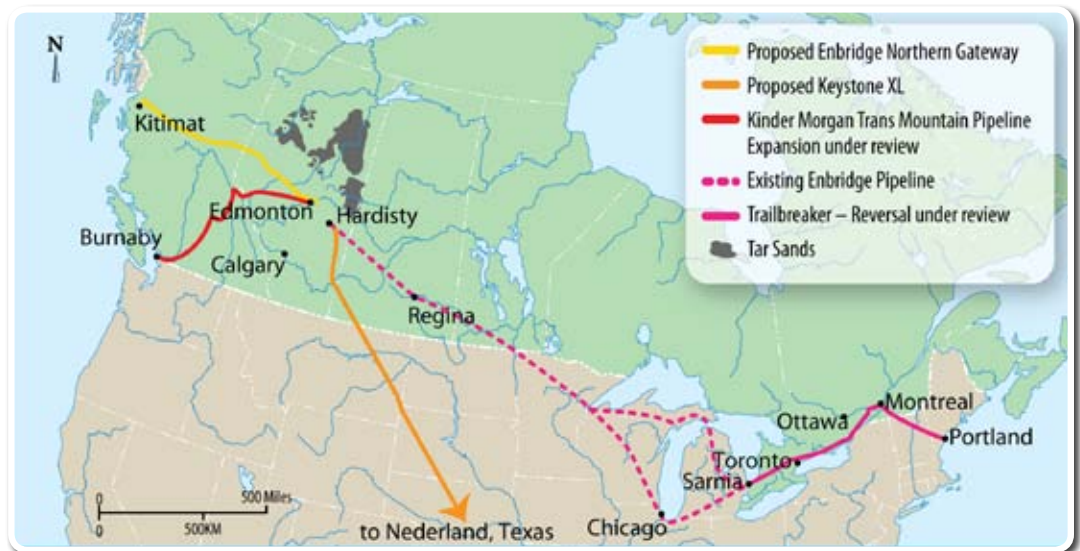 N
Proposed Enbridge Northern Gateway
Proposed Keystone XL
Kinder Morgan Trans Mountain Pipeline
Expansion under review
Existing Enbridge Pipeline
Trailbreaker – Reversal under review
Tar Sands
Kitimat
Edmonton
Hardisty
Burnaby
Calgary
Regina
Ottawa
Montreal
Portland
Toronto
Sarnia
Chicago
0
500 Miles
0
500KM
to Nederland, Texas